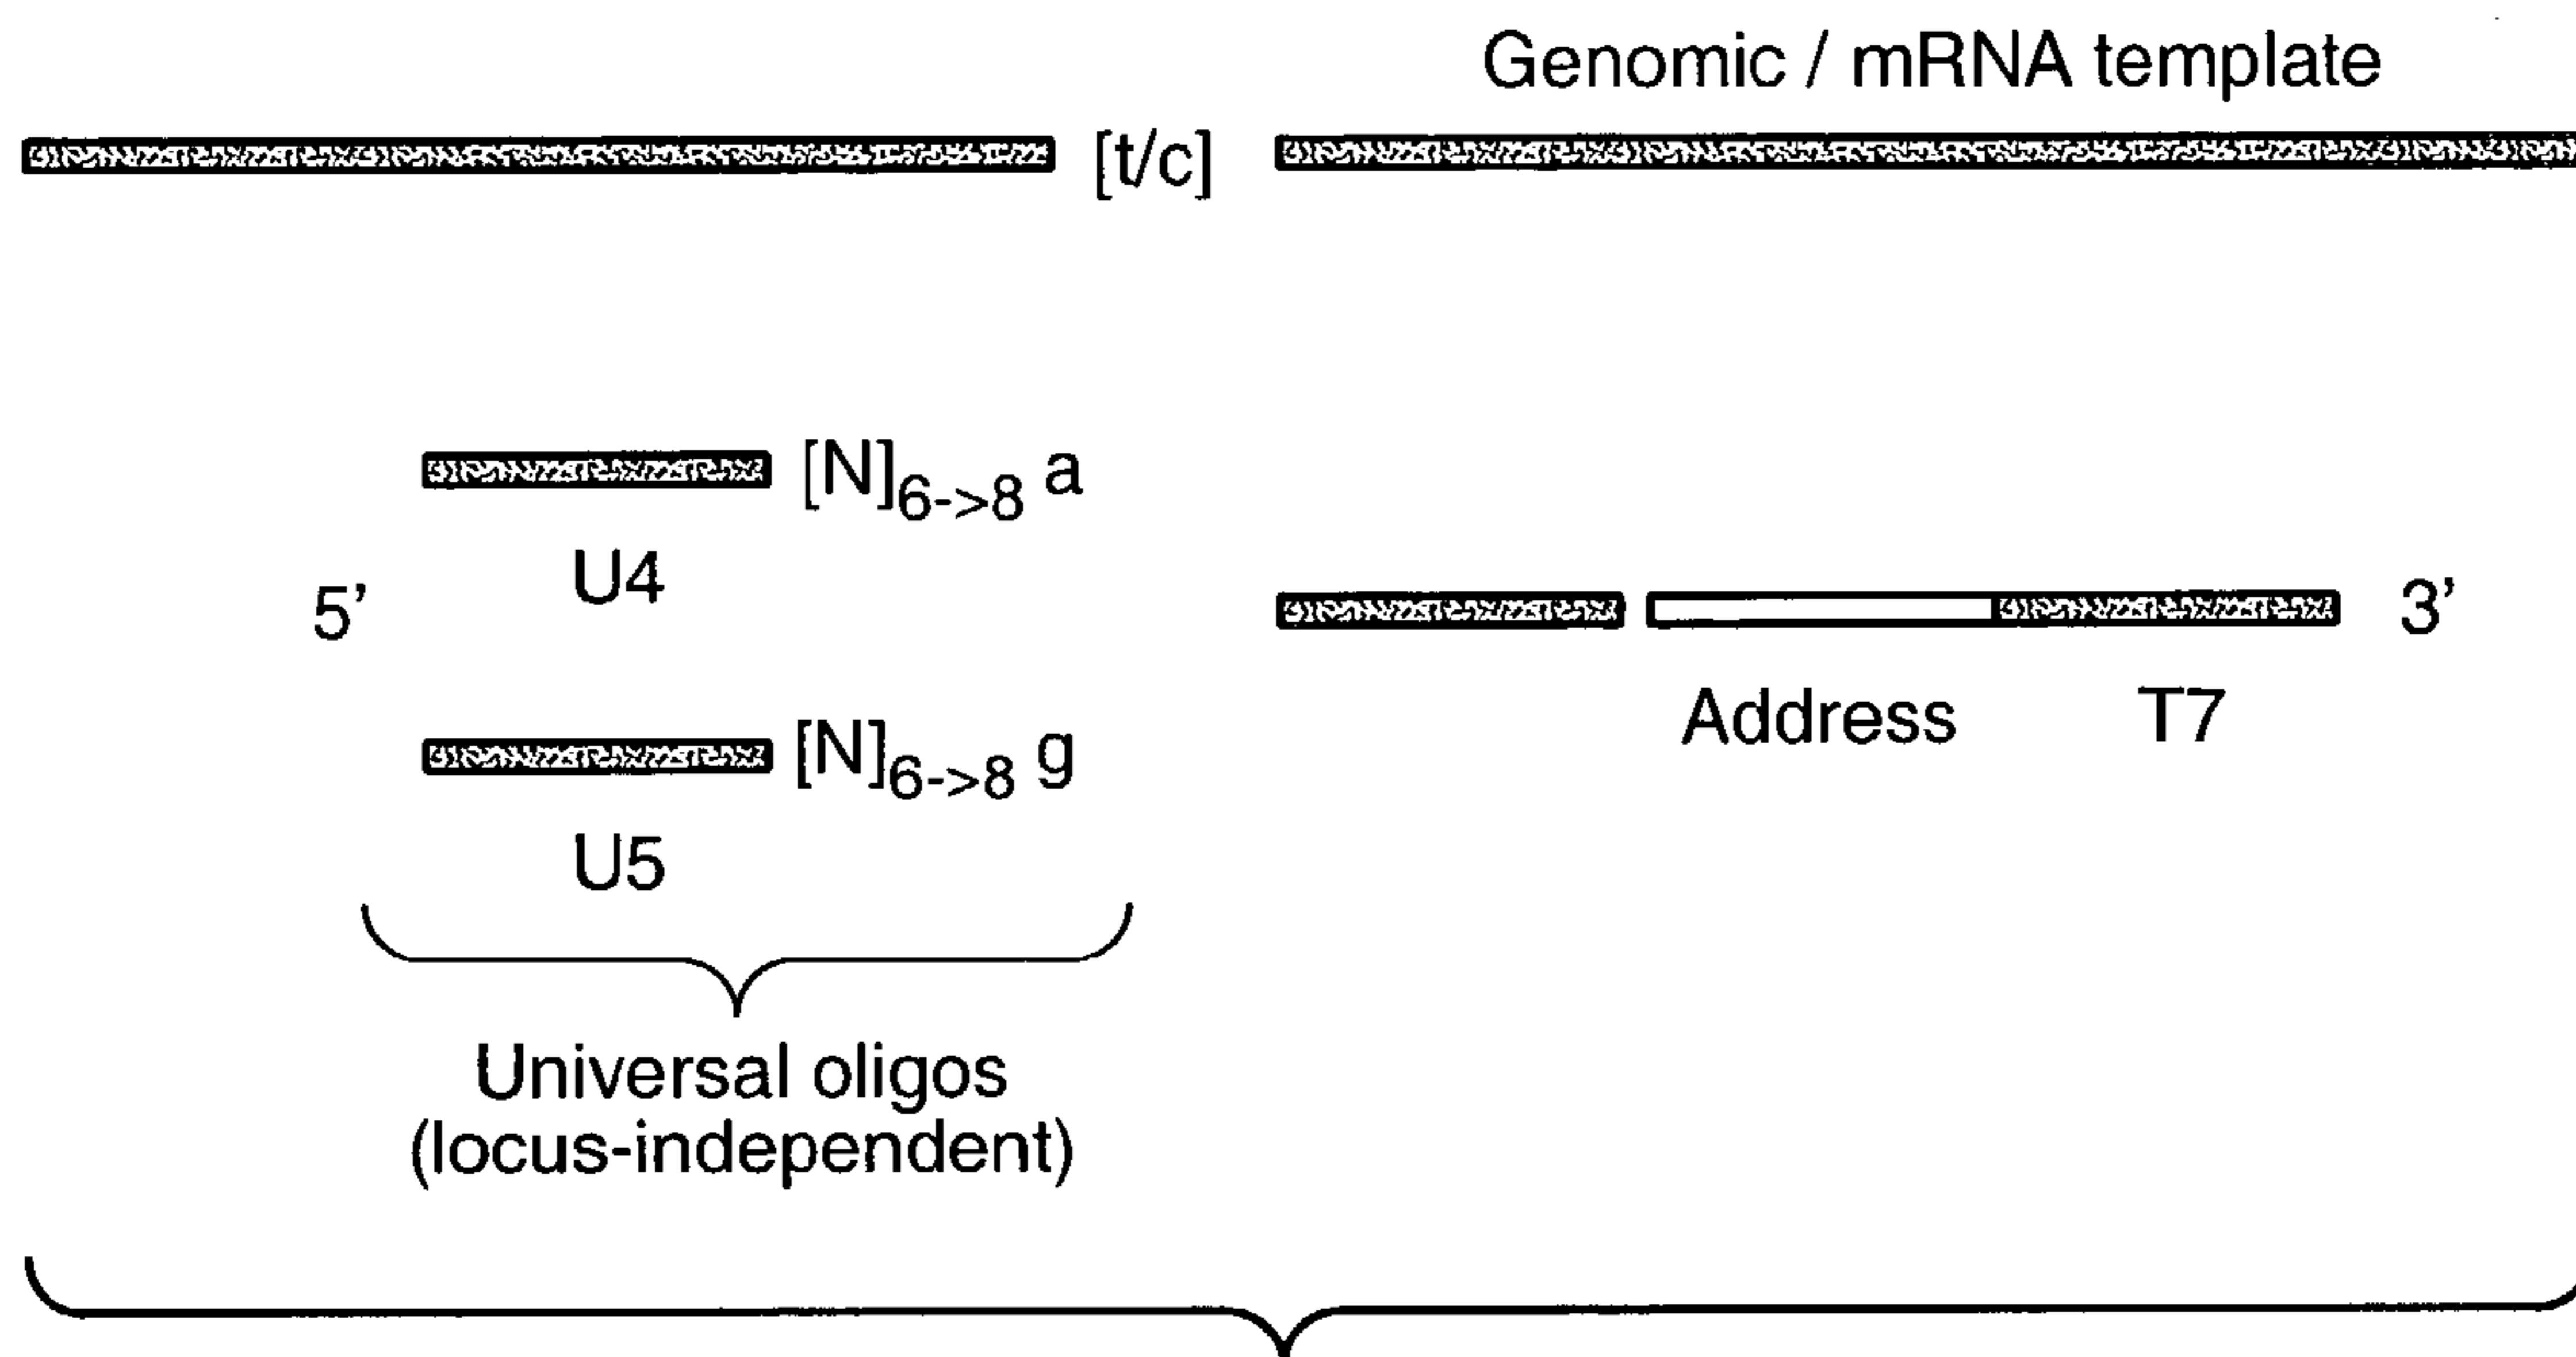 Genomic / mRNA template
[t/c]
[N]6->8 a
U4
5’
3’
Address
T7
[N]6->8 g
U5
Universal oligos
(locus-independent)